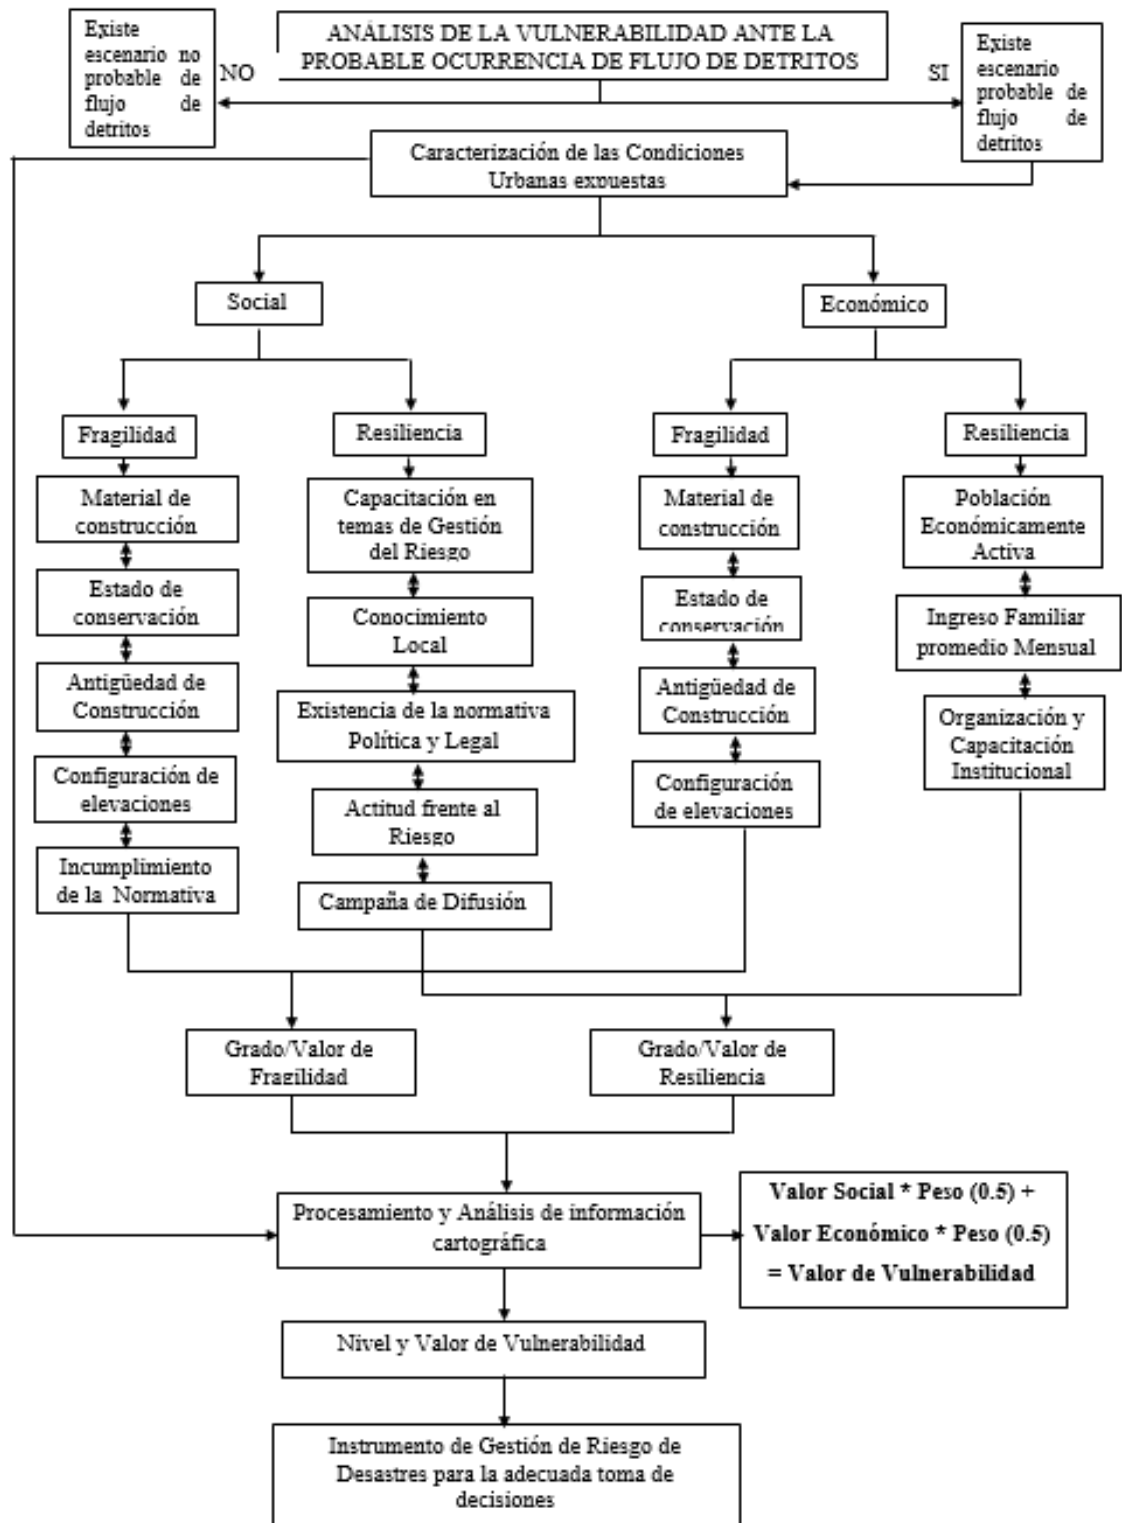 Existe
escenario no
probable de
flujo de
detritos
NO
ANÁLISIS DE LA VULNERABILIDAD ANTE LA
PROBABLE OCURRENCIA DE FLUJO DE DETRITOS
SI
Existe
escenario
probable de
flujo de
detritos
Caracterización de las Condiciones
Urbanas expuestas
Social
Económico
Fragilidad
Resiliencia
Fragilidad
Resiliencia
Material de
construcción
Estado de
conservación
Antigüedad de
Construcción
Configuración de
elevaciones
Incumplimiento
de la Normativa
Capacitación en
temas de Gestión
del Riesgo
Conocimiento
Local
Existencia de la normativa
Política y Legal
Actitud frente al
Riesgo
Campaña de Difusión
Material de
construcción
Estado de
conservación
Antigüedad de
Construcción
Configuración
de elevaciones
Población
Económicamente
Activa
Ingreso Familiar
promedio Mensual
Organización y
Capacitación
Institucional
Grado/Valor de
Fragilidad
Grado/Valor de
Resiliencia
Procesamiento y Análisis de información
cartográfica
Valor Social * Peso (0.5) +
Valor Económico * Peso (0.5)
= Valor de Vulnerabilidad
Nivel y Valor de Vulnerabilidad
Instrumento de Gestión de Riesgo de
Desastres para la adecuada toma de
decisiones